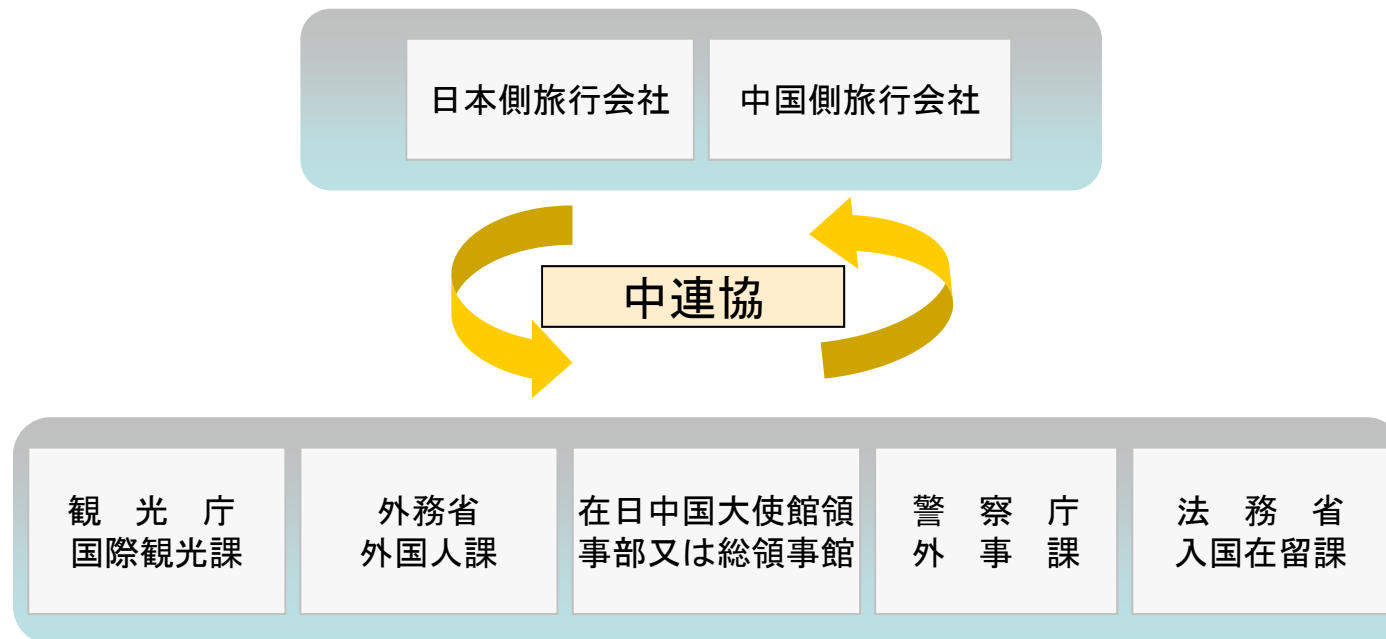 日本側旅行会社
中国側旅行会社
中連協
観　光　庁
国際観光課
外務省
外国人課
在日中国大使館領
事部又は総領事館
警　察　庁
外　事　課
法　務　省
入国在留課